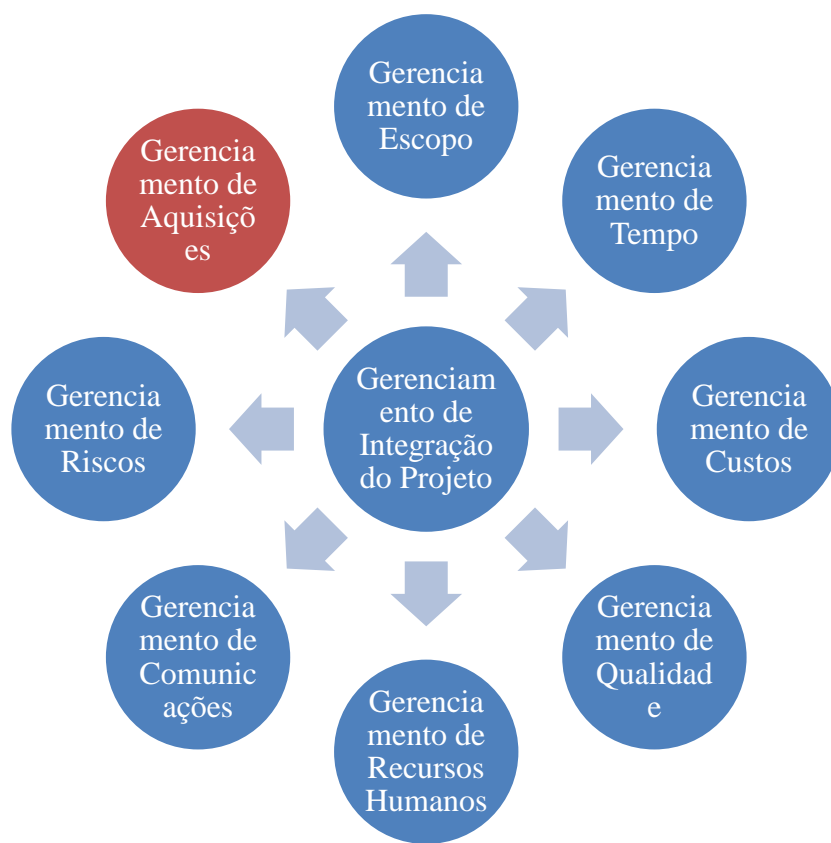 Gerencia
mento de
Escopo
Gerencia
mento de
Tempo
Gerencia
mento de
Custos
Gerencia
mento de
Qualidad
e
Gerencia
mento de
Recursos
Humanos
Gerencia
mento de
Comunic
ações
Gerencia
mento de
Riscos
Gerencia
mento de
Aquisiçõ
es
Gerenciam
ento de
Integração
do Projeto